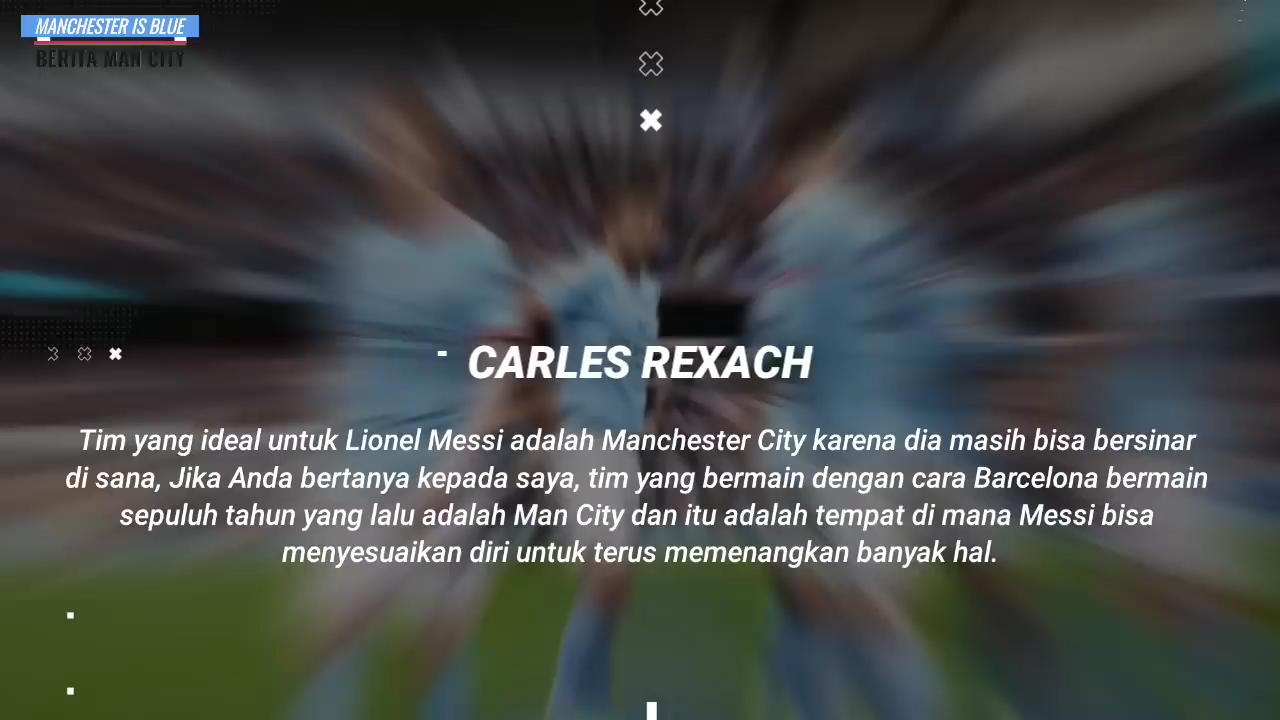 MANCHESTER IS BLUE
BERITA MAN CITY
- CARLES REXACH
Tim yang ideal untuk Lionel Messi adalah Manchester City karena dia masih bisa bersinar
di sana, Jika Anda bertanya kepada saya, tim yang bermain dengan cara Barcelona bermain
sepuluh tahun yang lalu adalah Man City dan itu adalah tempat di mana Messi bisa
menyesuaikan diri untuk terus memenangkan banyak hal.